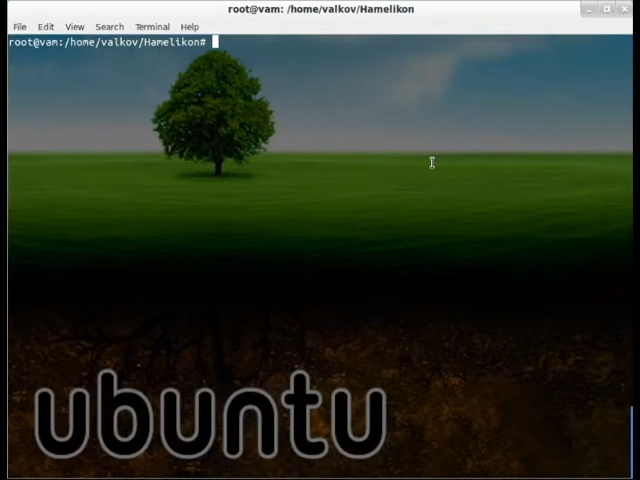 root@vam: /home/valkov/Hamelikon
File Edit View Search Terminal Help
root@vam:/home/valkov/Hamelikon#
ubuntu